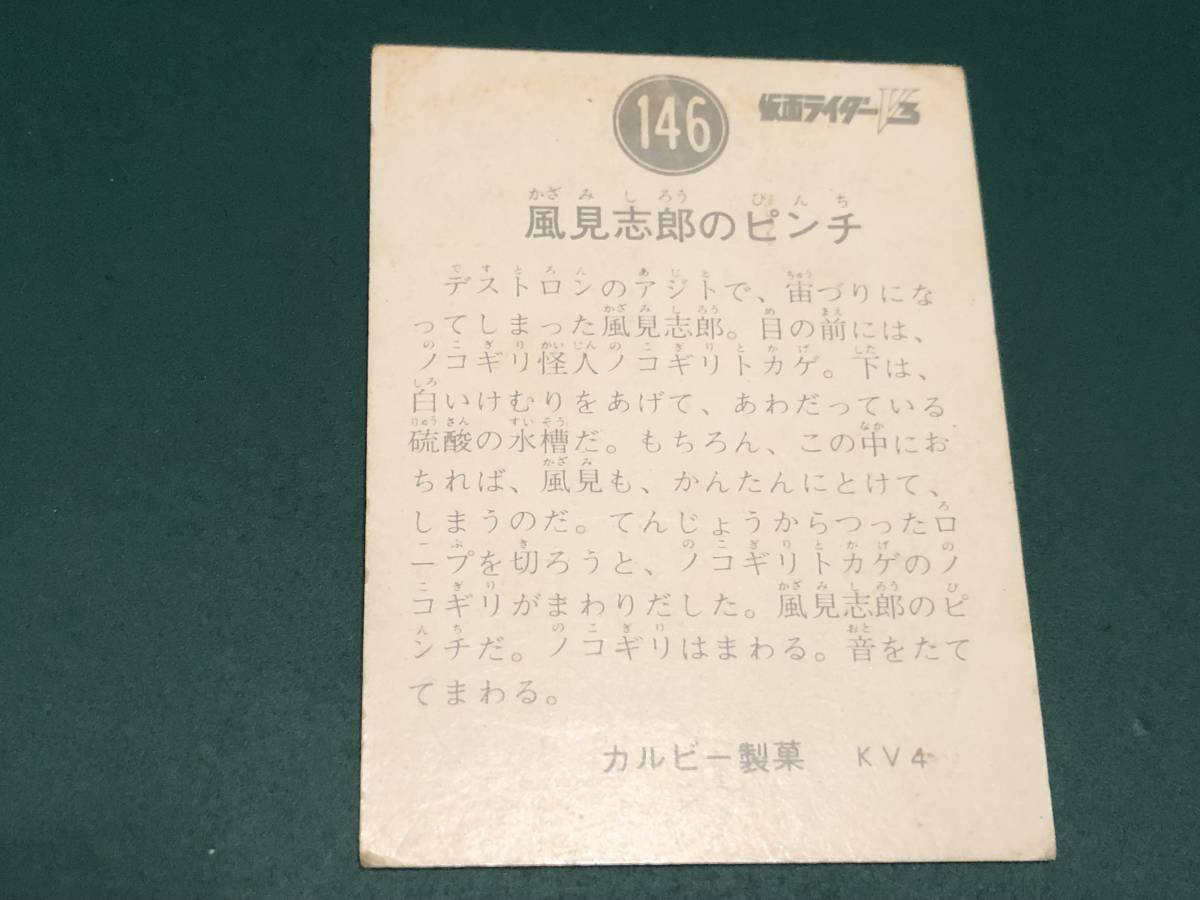 146
仮面ライダーV3
風見志郎のピンチ
デストロンのアジトで、宙づりにな
ってしまった風見志郎。目の前には、
ノコギリ怪人ノコギリトカゲ。下は、
白いけむりをあげて、あわだっている
硫酸の水槽だ。もちろん、この中にお
ちれば、風見も、かんたんにとけて、
しまうのだ。てんじょうからつったロ
ープを切ろうと、ノコギリトカゲのノ
コギリがまわりだした。風見志郎のピ
ンチだ。ノコギリはまわる。音をたて
てまわる。
カルビー製菓 KV4